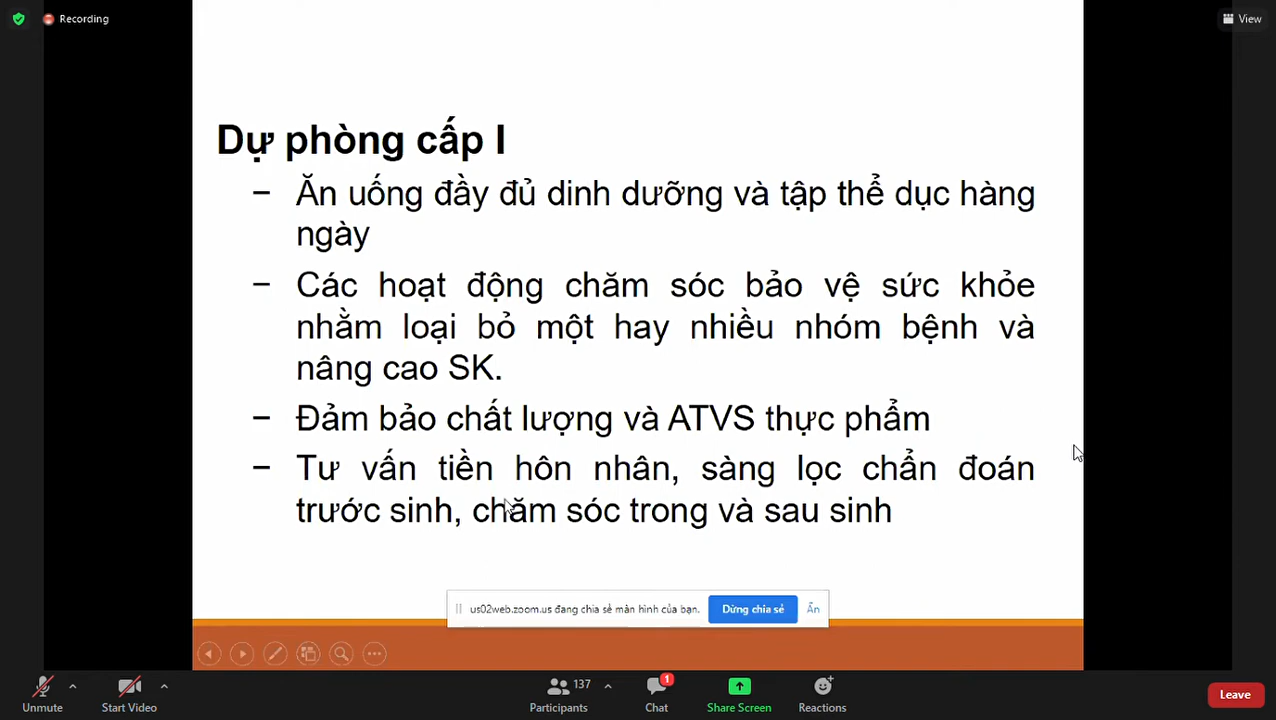 Recording
View
Dự phòng cấp I
− Ăn uống đầy đủ dinh dưỡng và tập thể dục hàng
ngày
− Các hoạt động chăm sóc bảo vệ sức khỏe
nhằm loại bỏ một hay nhiều nhóm bệnh và
nâng cao SK.
− Đảm bảo chất lượng và ATVS thực phẩm
− Tư vấn tiền hôn nhân, sàng lọc chẩn đoán
trước sinh, chăm sóc trong và sau sinh
us02web.zoom.us đang chia sẻ màn hình của bạn. Dừng chia sẻ Ẩn
137
1
Unmute Start Video Participants Chat Share Screen Reactions Leave